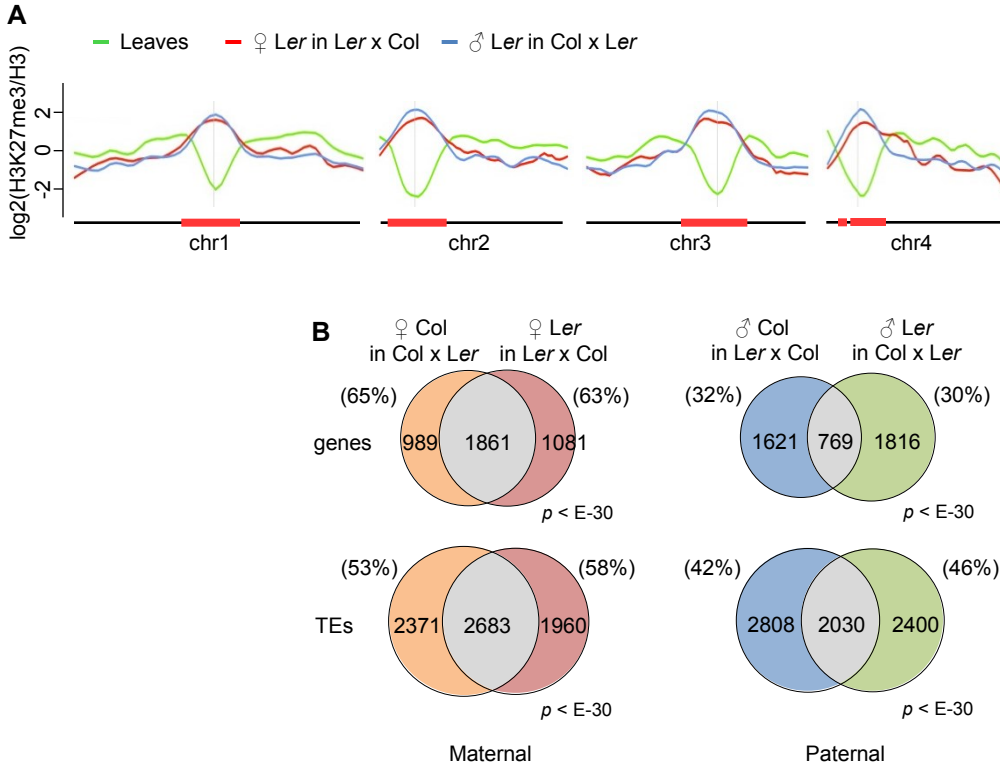 A
Leaves ♀ Ler in Ler x Col ♂ Ler in Col x Ler
log2(H3K27me3/H3)
2
0
-2
chr1 chr2 chr3 chr4
B
♀ Col ♀ Ler ♂ Col ♂ Ler
in Col x Ler in Ler x Col in Ler x Col in Col x Ler
(65%) (63%) (32%) (30%)
genes 989 1861 1081 1621 769 1816
p < E-30 p < E-30
(53%) (58%) (42%) (46%)
TEs 2371 2683 1960 2808 2030 2400
p < E-30 p < E-30
Maternal Paternal